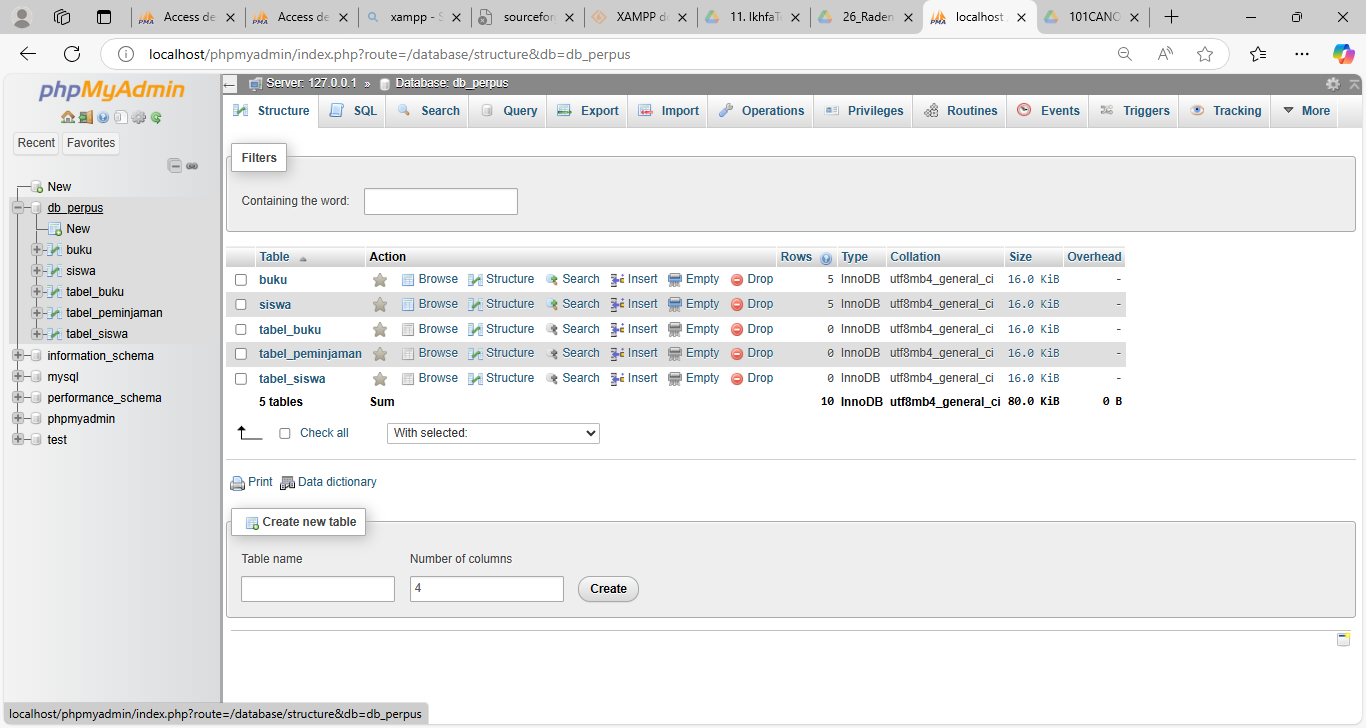 Access de
Access de
xampp - S
sourcefor
XAMPP d
11. IkhfaT
26_Raden
localhost
101CANO
localhost/phpmyadmin/index.php?route=/database/structure&db=db_perpus
phpMyAdmin
Recent Favorites
New
db_perpus
New
buku
siswa
tabel_buku
tabel_peminjaman
tabel_siswa
information_schema
mysql
performance_schema
phpmyadmin
test
Server: 127.0.0.1 » Database: db_perpus
Structure SQL Search Query Export Import Operations Privileges Routines Events Triggers Tracking More
Filters
Containing the word:
Table Action Rows Type Collation Size Overhead
buku Browse Structure Search Insert Empty Drop 5 InnoDB utf8mb4_general_ci 16.0 KiB -
siswa Browse Structure Search Insert Empty Drop 5 InnoDB utf8mb4_general_ci 16.0 KiB -
tabel_buku Browse Structure Search Insert Empty Drop 0 InnoDB utf8mb4_general_ci 16.0 KiB -
tabel_peminjaman Browse Structure Search Insert Empty Drop 0 InnoDB utf8mb4_general_ci 16.0 KiB -
tabel_siswa Browse Structure Search Insert Empty Drop 0 InnoDB utf8mb4_general_ci 16.0 KiB -
5 tables Sum 10 InnoDB utf8mb4_general_ci 80.0 KiB 0 B
Check all With selected:
Print Data dictionary
Create new table
Table name Number of columns
4 Create
localhost/phpmyadmin/index.php?route=/database/structure&db=db_perpus